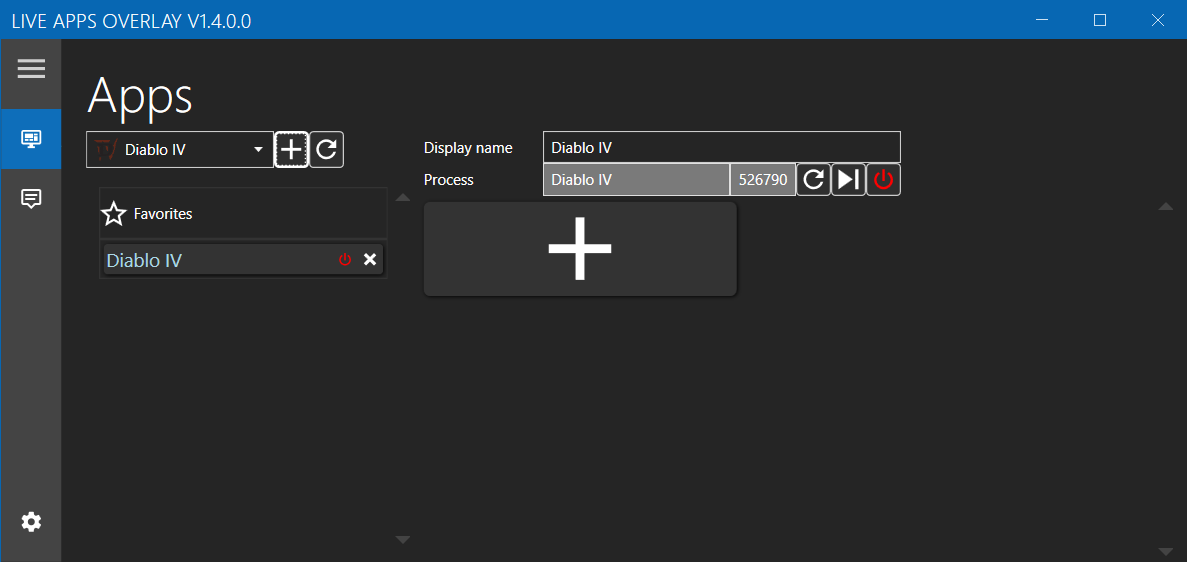 LIVE APPS OVERLAY V1.4.0.0
Apps
Diablo IV
Favorites
Diablo IV
Display name Diablo IV
Process Diablo IV 526790